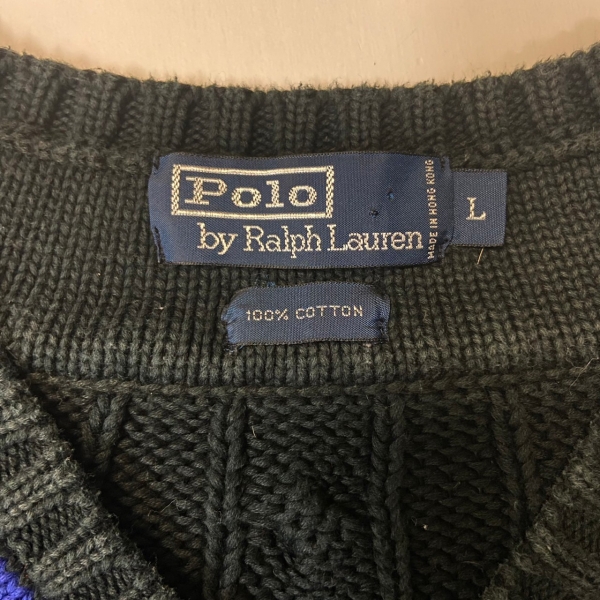 Polo
by Ralph Lauren
MADE IN HONG KONG
L
100% COTTON